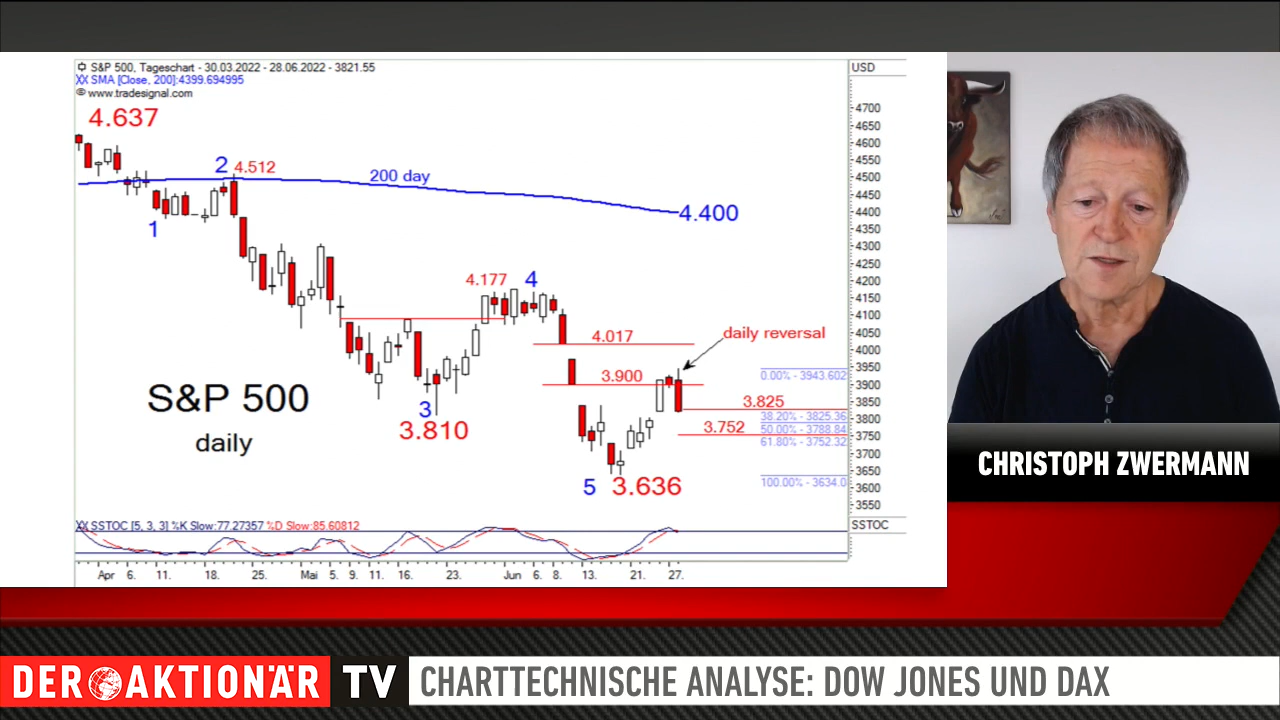 S&P 500, Tageschart - 30.03.2022 - 28.06.2022 - 3821.55
SMA [Close, 200]:4399.694995
www.tradesignal.com
USD
4.637
2
4.512
1
200 day
4.400
4.177
4
4.017
daily reversal
3.900
3
3.810
S&P 500
daily
5
3.636
3.825
3.752
0.00% - 3943.602
38.20% - 3825.36
50.00% - 3788.84
61.80% - 3752.32
100.00% - 3634.0
4700
4650
4600
4550
4500
4450
4400
4350
4300
4250
4200
4150
4100
4050
4000
3950
3900
3850
3800
3750
3700
3650
3600
3550
SSTOC [5, 3, 3] %K Slow:77.27357 %D Slow:85.60812
SSTOC
Apr 6. 11. 18. 25. Mai 5. 9. 11. 16. 23. Jun 6. 8. 13. 21. 27.
CHRISTOPH ZWERMANN
DER AKTIONÄR TV
CHARTTECHNISCHE ANALYSE: DOW JONES UND DAX